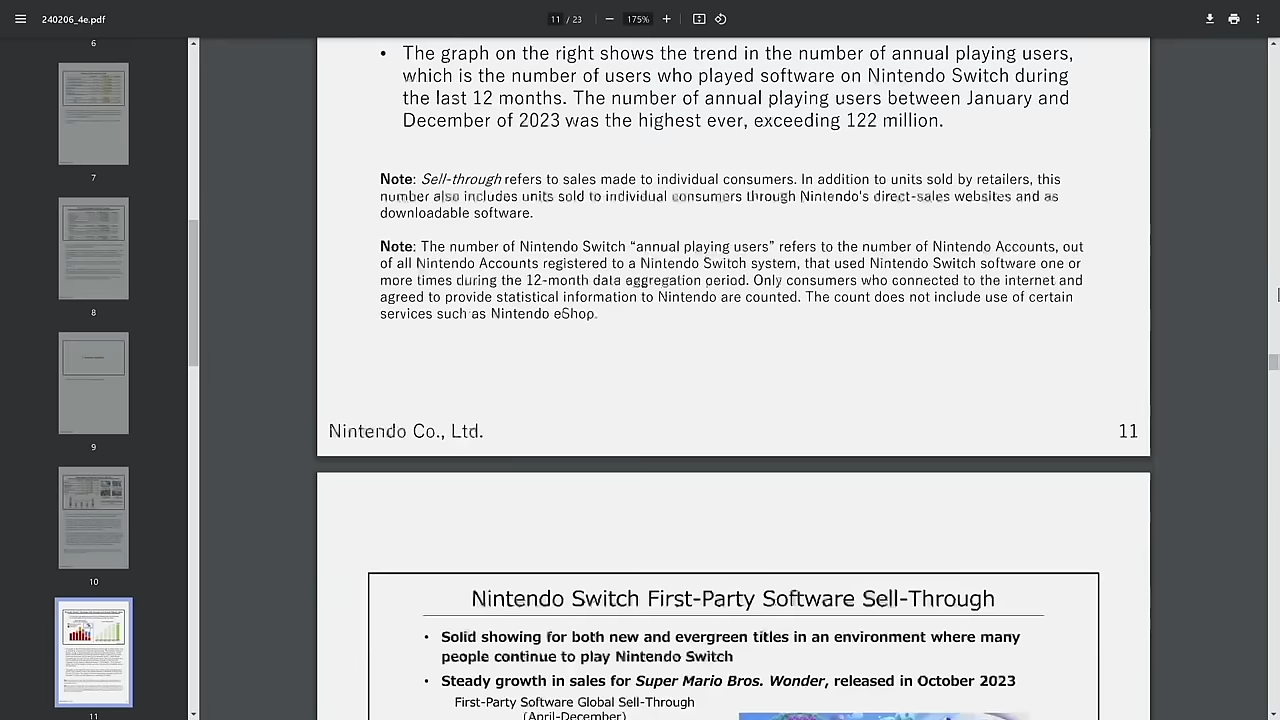 240206_4e.pdf
11 / 23
175%
6
7
8
9
10
11
• The graph on the right shows the trend in the number of annual playing users,
which is the number of users who played software on Nintendo Switch during
the last 12 months. The number of annual playing users between January and
December of 2023 was the highest ever, exceeding 122 million.
Note: Sell-through refers to sales made to individual consumers. In addition to units sold by retailers, this
number also includes units sold to individual consumers through Nintendo's direct-sales websites and as
downloadable software.
Note: The number of Nintendo Switch “annual playing users” refers to the number of Nintendo Accounts, out
of all Nintendo Accounts registered to a Nintendo Switch system, that used Nintendo Switch software one or
more times during the 12-month data aggregation period. Only consumers who connected to the internet and
agreed to provide statistical information to Nintendo are counted. The count does not include use of certain
services such as Nintendo eShop.
Nintendo Co., Ltd.
11
Nintendo Switch First-Party Software Sell-Through
• Solid showing for both new and evergreen titles in an environment where many
people continue to play Nintendo Switch
• Steady growth in sales for Super Mario Bros. Wonder, released in October 2023
First-Party Software Global Sell-Through
(April-December)